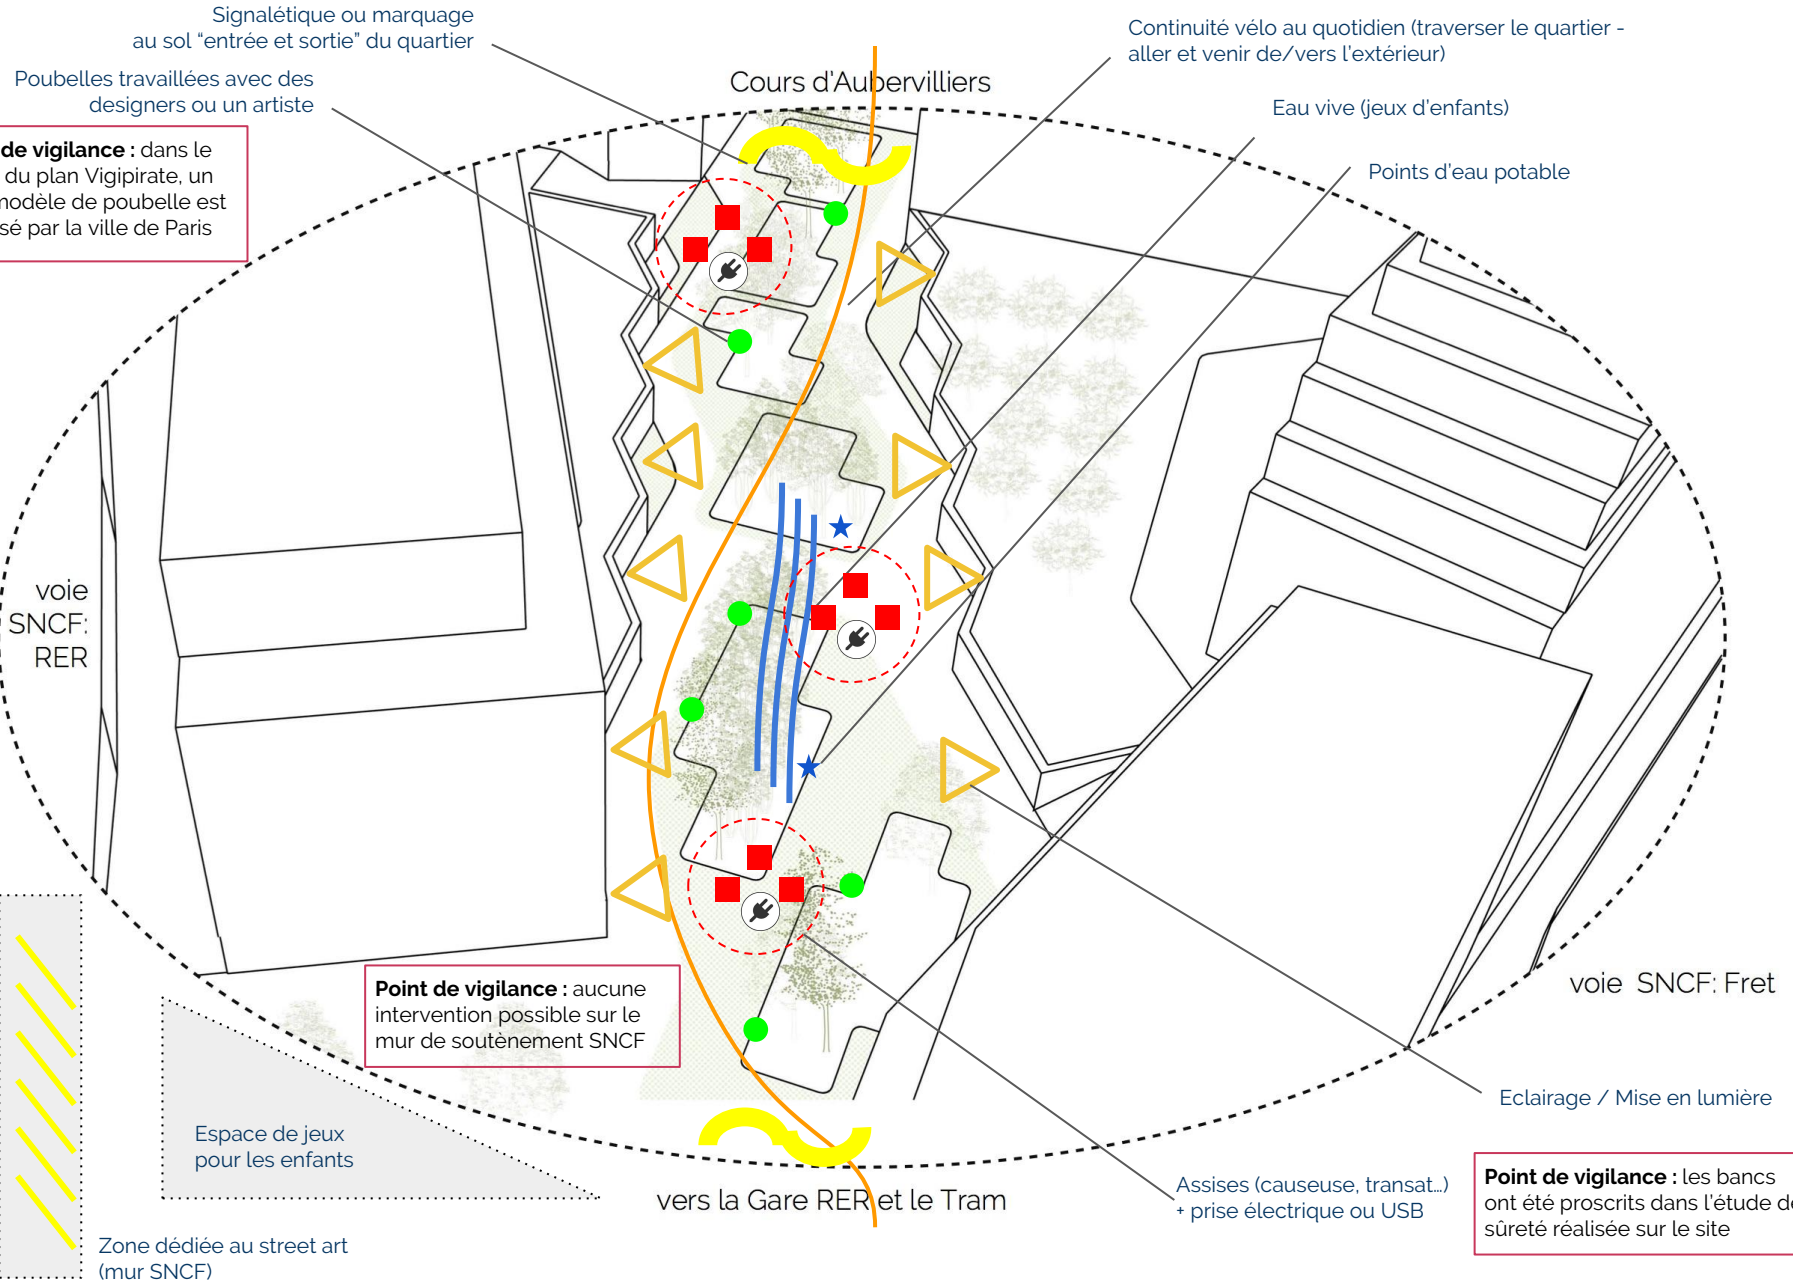 Signalétique ou marquage
au sol “entrée et sortie” du quartier
Poubelles travaillées avec des
designers ou un artiste
de vigilance : dans le
du plan Vigipirate, un
modèle de poubelle est
sé par la ville de Paris
Cours d'Aubervilliers
Continuité vélo au quotidien (traverser le quartier -
aller et venir de/vers l'extérieur)
Eau vive (jeux d'enfants)
Points d'eau potable
voie
SNCF:
RER
voie SNCF: Fret
Point de vigilance : aucune
intervention possible sur le
mur de soutènement SNCF
Espace de jeux
pour les enfants
Zone dédiée au street art
(mur SNCF)
vers la Gare RER et le Tram
Eclairage / Mise en lumière
Assises (causeuse, transat…)
+ prise électrique ou USB
Point de vigilance : les bancs
ont été proscrits dans l'étude de
sûreté réalisée sur le site